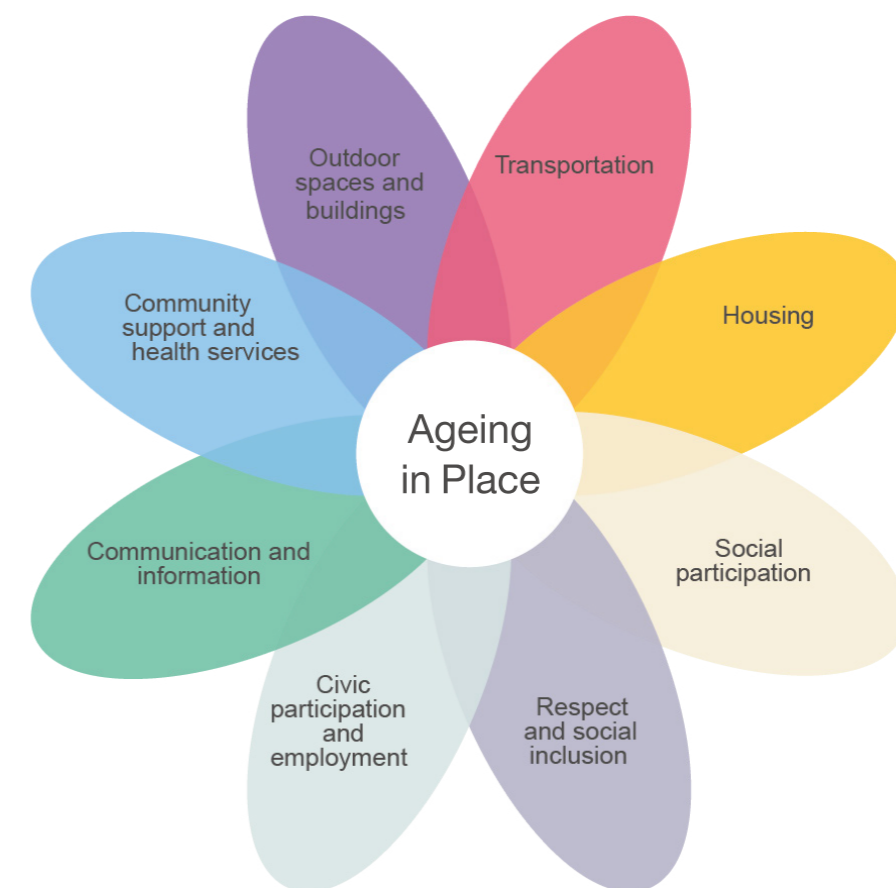 Outdoor
spaces and
buildings
Transportation
Housing
Social
participation
Respect
and social
inclusion
Civic
participation
and
employment
Communication and
information
Community
support and
health services
Ageing
in Place